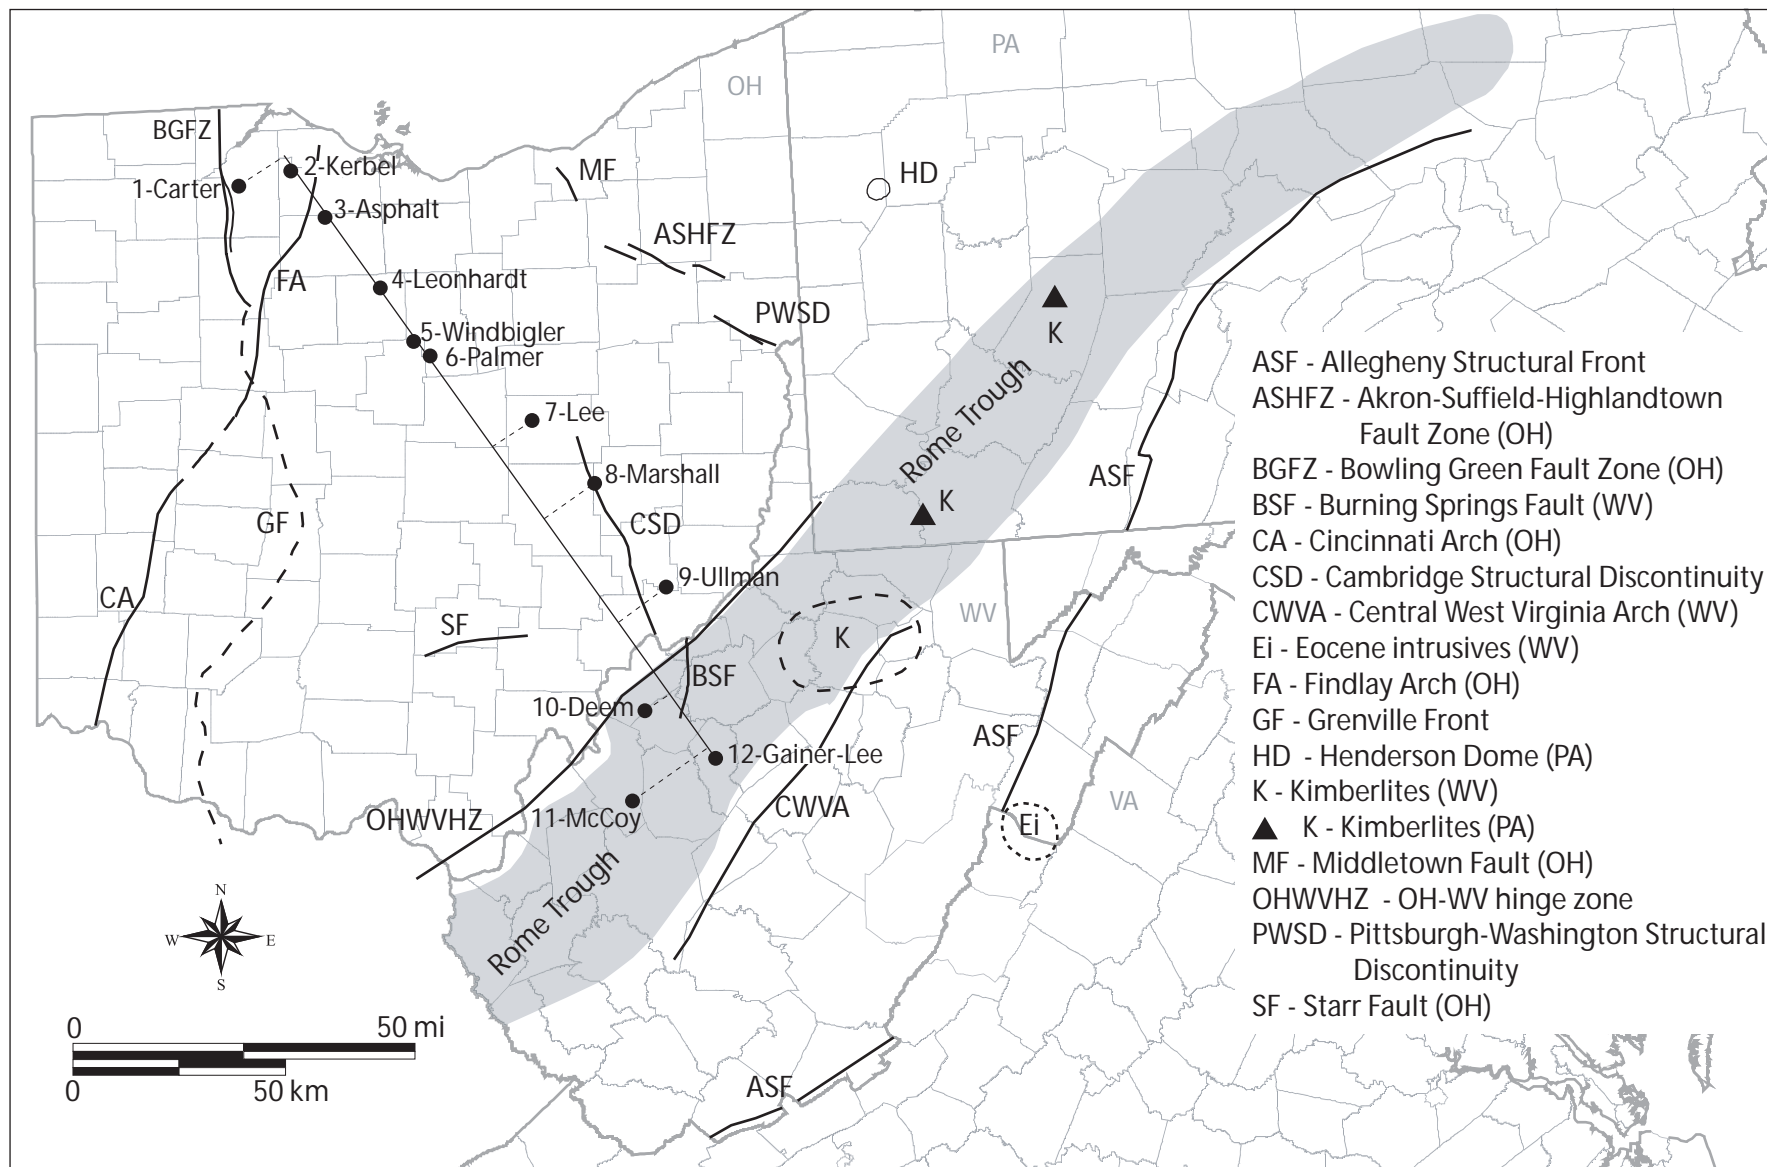 PA
OH
BGFZ
2-Kerbel
1-Carter
MF
HD
3-Asphalt
ASHFZ
FA
4-Leonhardt
PWSD
5-Windbigler
6-Palmer
K
Rome Trough
7-Lee
8-Marshall
ASF
K
GF
CSD
9-Ullman
CA
SF
K
WV
BSF
10-Deem
ASF
12-Gainer-Lee
OHWVHZ
11-McCoy
CWVA
VA
Ei
Rome Trough
N
W E
S
0 50 mi
0 50 km
ASF
ASF - Allegheny Structural Front
ASHFZ - Akron-Suffield-Highlandtown
Fault Zone (OH)
BGFZ - Bowling Green Fault Zone (OH)
BSF - Burning Springs Fault (WV)
CA - Cincinnati Arch (OH)
CSD - Cambridge Structural Discontinuity
CWVA - Central West Virginia Arch (WV)
Ei - Eocene intrusives (WV)
FA - Findlay Arch (OH)
GF - Grenville Front
HD - Henderson Dome (PA)
K - Kimberlites (WV)
K - Kimberlites (PA)
MF - Middletown Fault (OH)
OHWVHZ - OH-WV hinge zone
PWSD - Pittsburgh-Washington Structural
Discontinuity
SF - Starr Fault (OH)